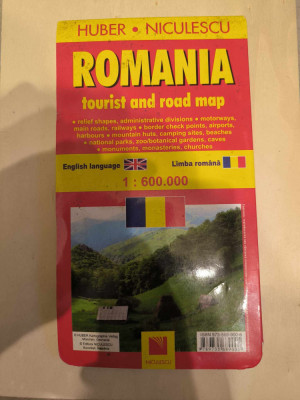 HUBER • NICULESCU
ROMANIA
tourist and road map
• relief shapes, administrative divisions • motorways,
main roads, railways • border check points, airports,
harbours • mountain huts, camping sites, beaches
• national parks, zoo/botanical gardens, caves
• monuments, monasteries, churches
English language
Limba română
1 : 600.000
NICULESCU